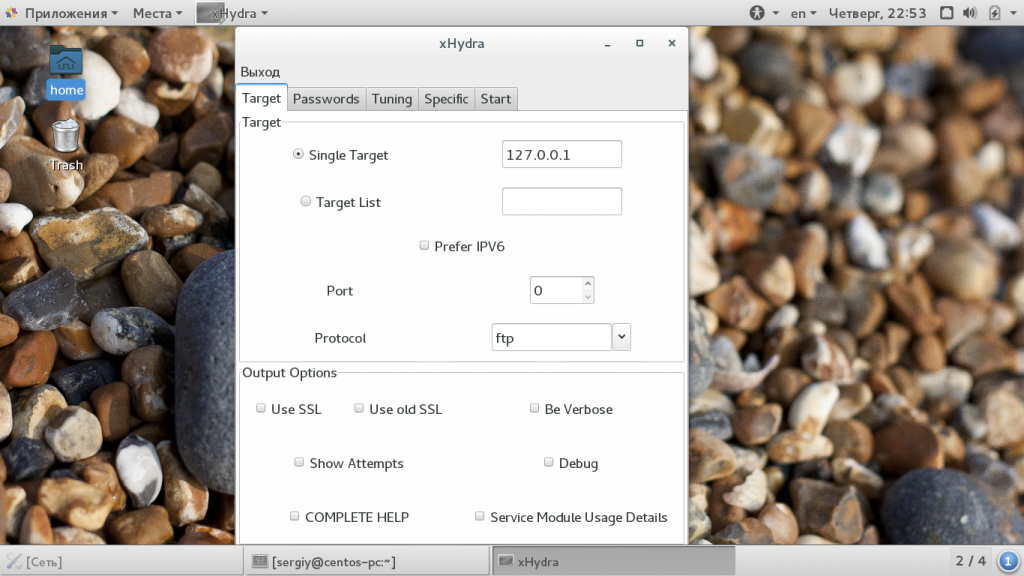 Приложения Места xHydra en Четверг, 22:53
home
Trash
xHydra
Выход
Target Passwords Tuning Specific Start
Target
Single Target 127.0.0.1
Target List
Prefer IPV6
Port 0
Protocol ftp
Output Options
Use SSL Use old SSL Be Verbose
Show Attempts Debug
COMPLETE HELP Service Module Usage Details
[Сеть] [sergiy@centos-pc:~] xHydra 2 / 4 1